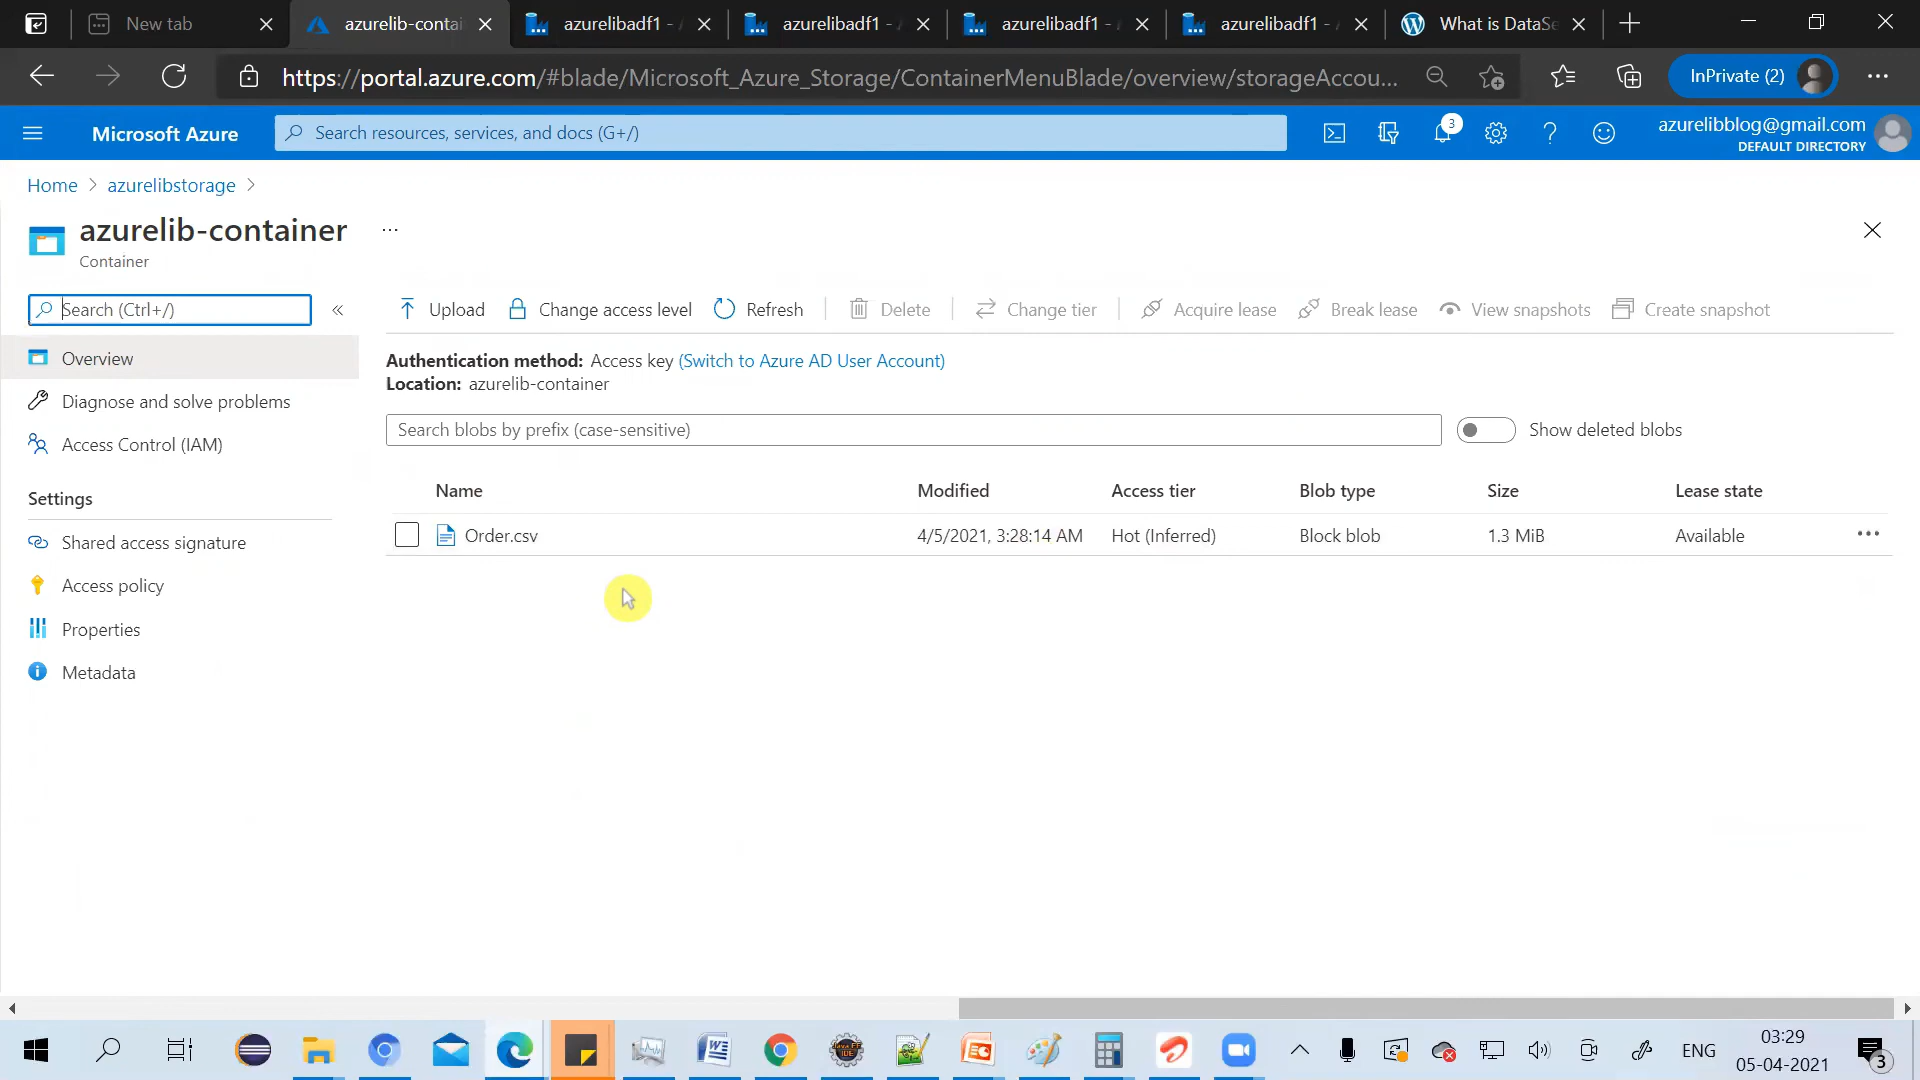 New tab
azurelib-contai
azurelibadf1 -
azurelibadf1 -
azurelibadf1 -
azurelibadf1 -
What is DataSe
https://portal.azure.com/#blade/Microsoft_Azure_Storage/ContainerMenuBlade/overview/storageAccou...
InPrivate (2)
Microsoft Azure
Search resources, services, and docs (G+/)
3
azurelibblog@gmail.com
DEFAULT DIRECTORY
Home > azurelibstorage >
azurelib-container ...
Container
Search (Ctrl+/)
«
Upload
Change access level
Refresh
Delete
Change tier
Acquire lease
Break lease
View snapshots
Create snapshot
Overview
Diagnose and solve problems
Access Control (IAM)
Settings
Shared access signature
Access policy
Properties
Metadata
Authentication method: Access key (Switch to Azure AD User Account)
Location: azurelib-container
Search blobs by prefix (case-sensitive)
Show deleted blobs
Name Modified Access tier Blob type Size Lease state
Order.csv 4/5/2021, 3:28:14 AM Hot (Inferred) Block blob 1.3 MiB Available ...
ENG
03:29
05-04-2021
3